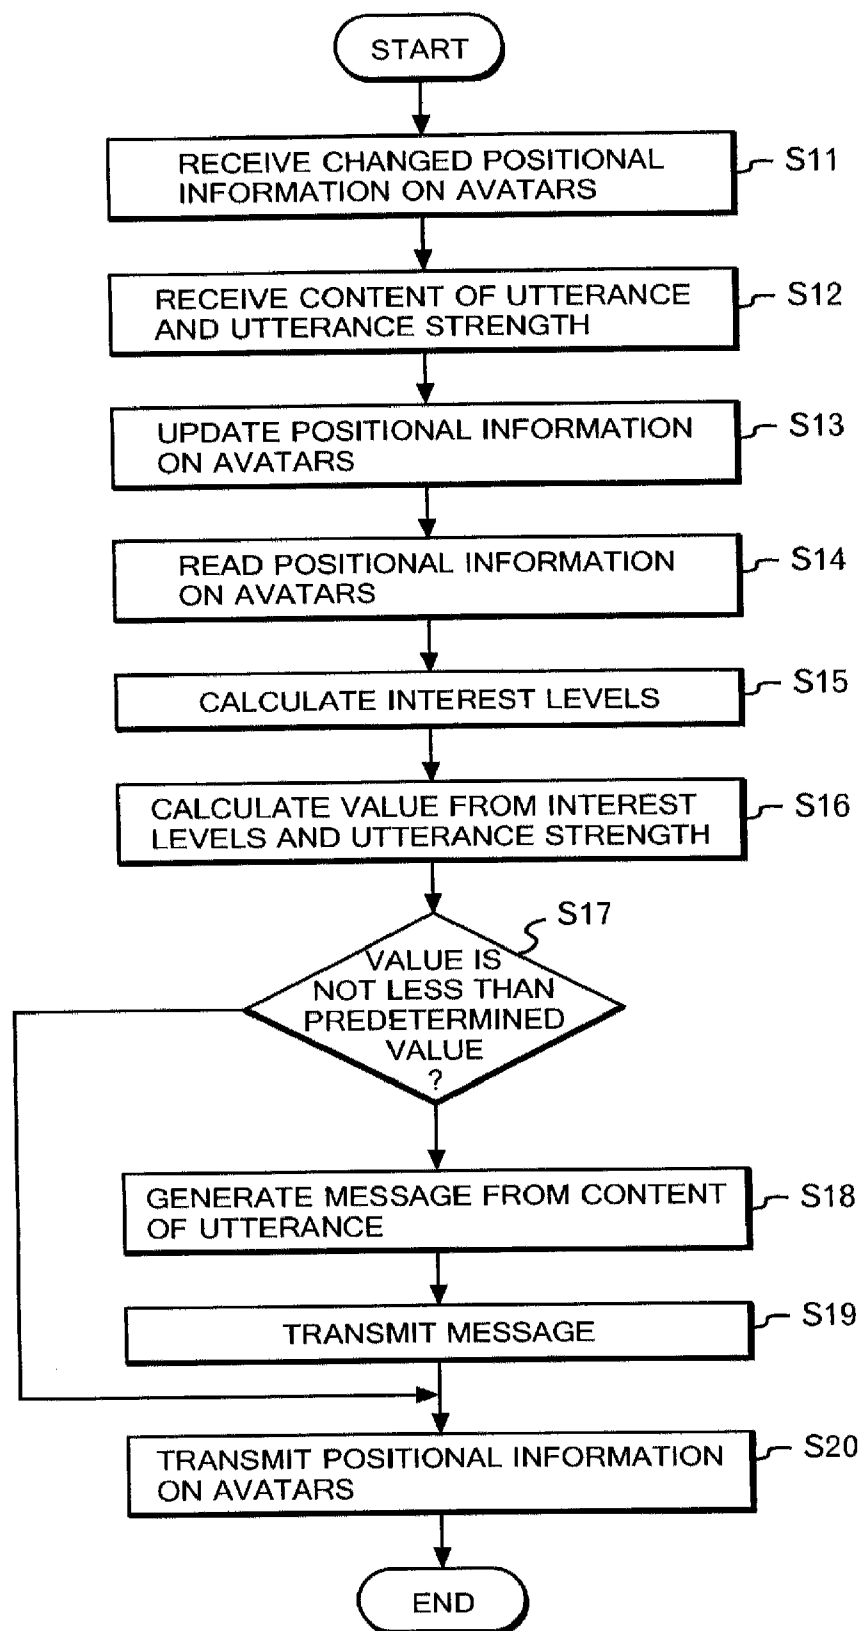 START
RECEIVE CHANGED POSITIONAL
INFORMATION ON AVATARS
S11
RECEIVE CONTENT OF UTTERANCE
AND UTTERANCE STRENGTH
S12
UPDATE POSITIONAL INFORMATION
ON AVATARS
S13
READ POSITIONAL INFORMATION
ON AVATARS
S14
CALCULATE INTEREST LEVELS
S15
CALCULATE VALUE FROM INTEREST
LEVELS AND UTTERANCE STRENGTH
S16
S17
VALUE IS
NOT LESS THAN
PREDETERMINED
VALUE
?
GENERATE MESSAGE FROM CONTENT
OF UTTERANCE
S18
TRANSMIT MESSAGE
S19
TRANSMIT POSITIONAL INFORMATION
ON AVATARS
S20
END